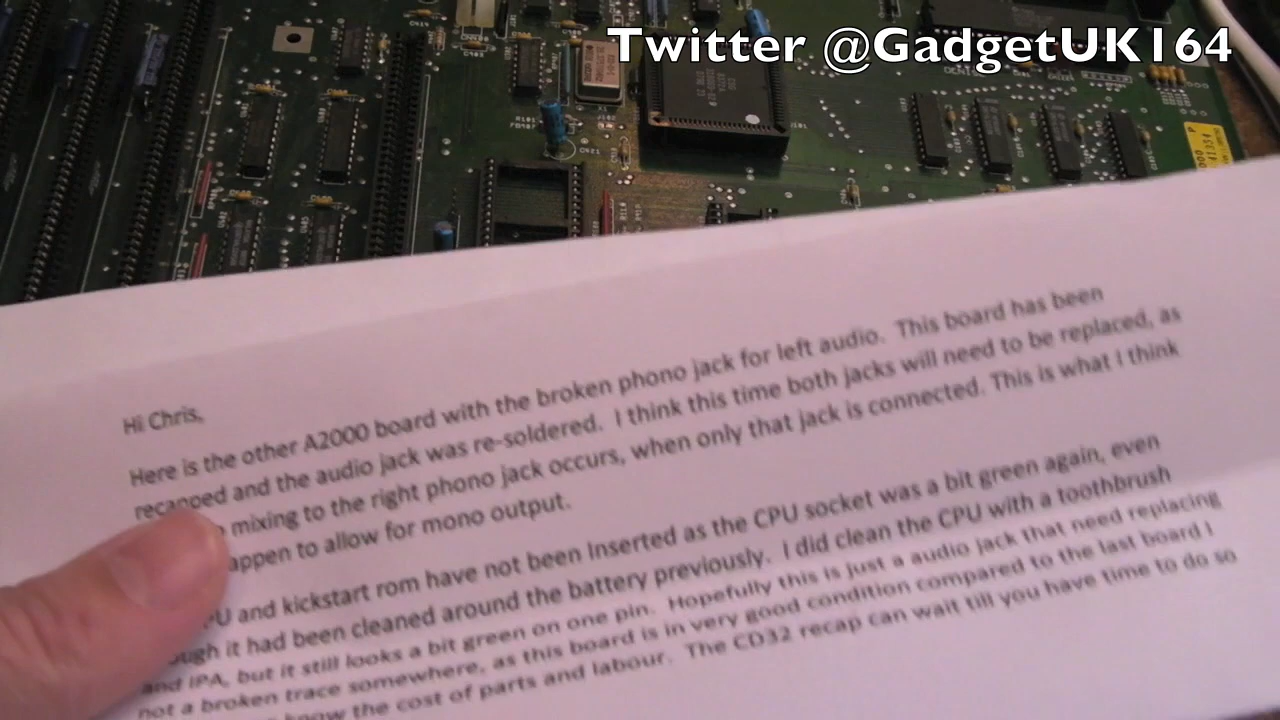 Twitter @GadgetUK164
Hi Chris,
Here is the other A2000 board with the broken phono jack for left audio. This board has been
recapped and the audio jack was re-soldered. I think this time both jacks will need to be replaced, as
mixing to the right phono jack occurs, when only that jack is connected. This is what I think
happen to allow for mono output.
CPU and kickstart rom have not been inserted as the CPU socket was a bit green again, even
though it had been cleaned around the battery previously. I did clean the CPU with a toothbrush
and IPA, but it still looks a bit green on one pin. Hopefully this is just a audio jack that need replacing
not a broken trace somewhere, as this board is in very good condition compared to the last board I
know the cost of parts and labour. The CD32 recap can wait till you have time to do so